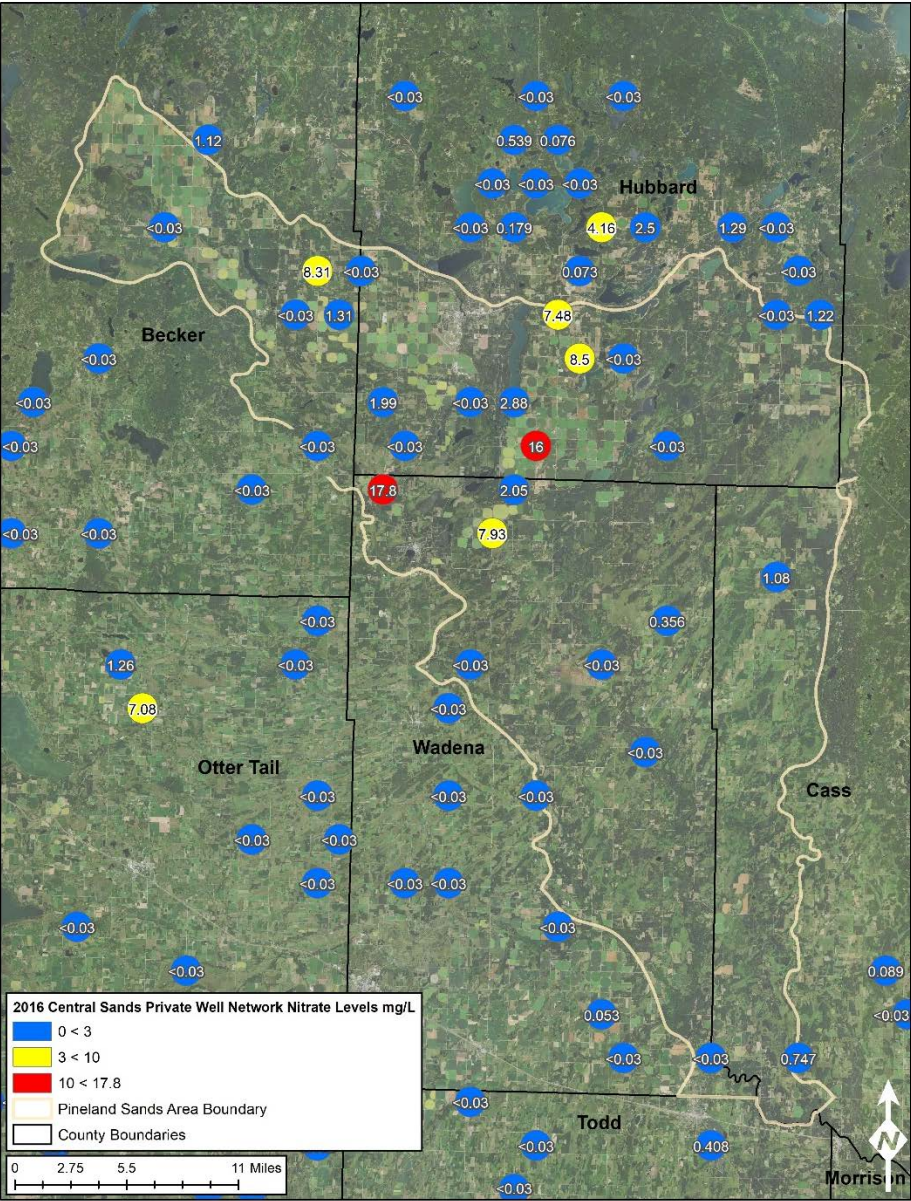 <0.03 <0.03 <0.03
1.12 0.539 0.076
<0.03 <0.03 <0.03
Hubbard
<0.03 <0.03 0.179 4.16 2.5 1.29 <0.03
8.31 <0.03 0.073 <0.03
<0.03 1.31 7.48 <0.03 1.22
Becker
<0.03 8.5 <0.03
<0.03 1.99 <0.03 2.88
<0.03 <0.03 <0.03 16 <0.03
<0.03 17.8 2.05
<0.03 <0.03 7.93
1.08
<0.03 0.356
1.26 <0.03 <0.03 <0.03
7.08 <0.03
Wadena
<0.03
Otter Tail
Cass
<0.03 <0.03 <0.03
<0.03 <0.03
<0.03 <0.03 <0.03
<0.03 <0.03
<0.03 0.089
2016 Central Sands Private Well Network Nitrate Levels mg/L
0 < 3
3 < 10
10 < 17.8
Pineland Sands Area Boundary
County Boundaries
0.053 <0.03
<0.03 <0.03 0.747
<0.03
Todd
<0.03 0.408
<0.03
Morrison
0 2.75 5.5 11 Miles
N